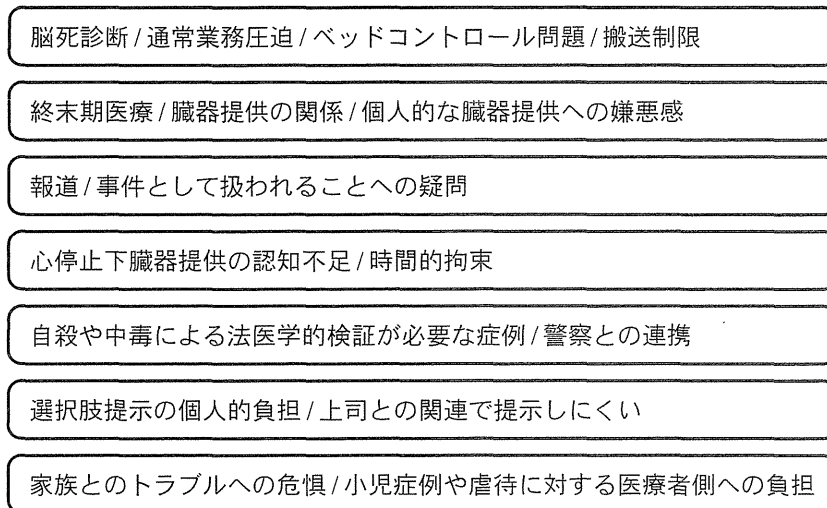 脳死診断 / 通常業務圧迫 / ベッドコントロール問題 / 搬送制限
終末期医療 / 臓器提供の関係 / 個人的な臓器提供への嫌悪感
報道 / 事件として扱われることへの疑問
心停止下臓器提供の認知不足 / 時間的拘束
自殺や中毒による法医学的検証が必要な症例 / 警察との連携
選択肢提示の個人的負担 / 上司との関連で提示しにくい
家族とのトラブルへの危惧 / 小児症例や虐待に対する医療者側への負担